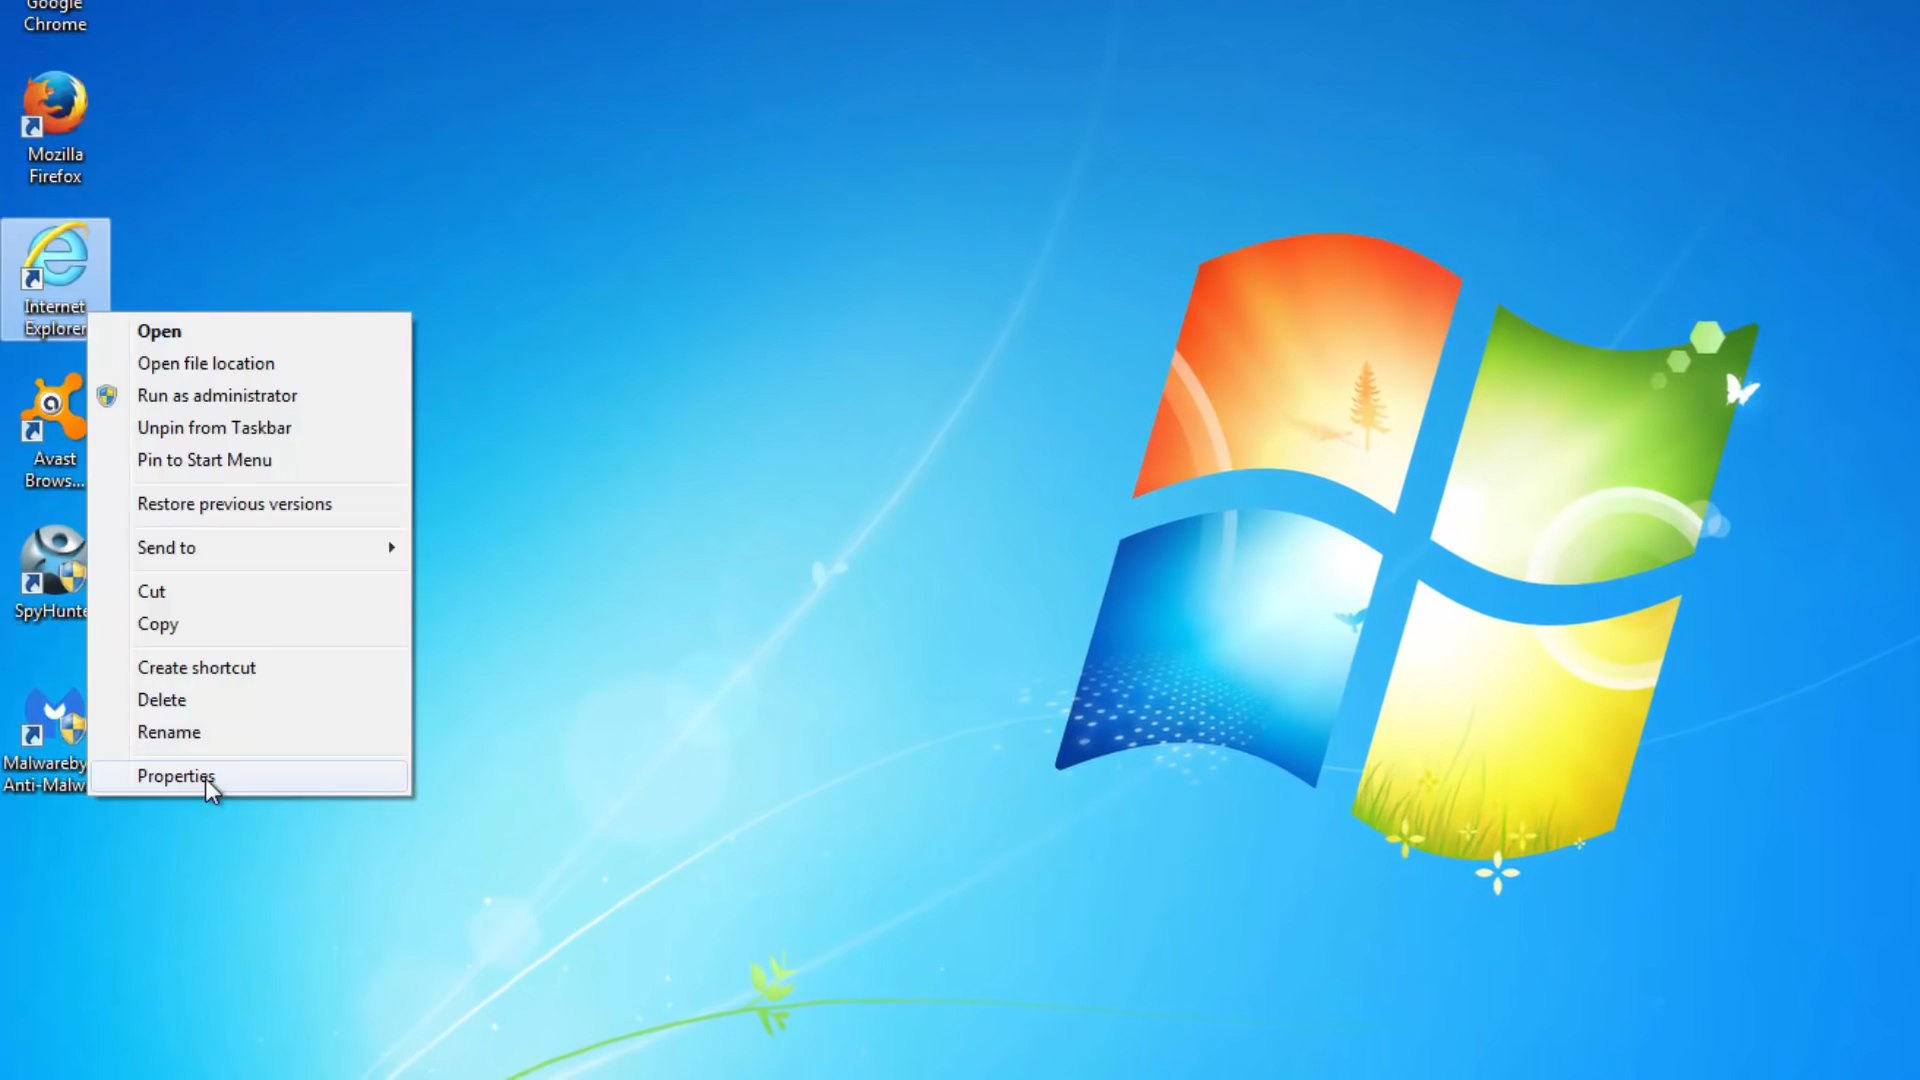 Google
Chrome
Mozilla
Firefox
Internet
Explorer
Open
Open file location
Run as administrator
Unpin from Taskbar
Pin to Start Menu
Restore previous versions
Send to
Cut
Copy
Create shortcut
Delete
Rename
Properties
Avast
Brows...
SpyHunte
Malwareby
Anti-Malw